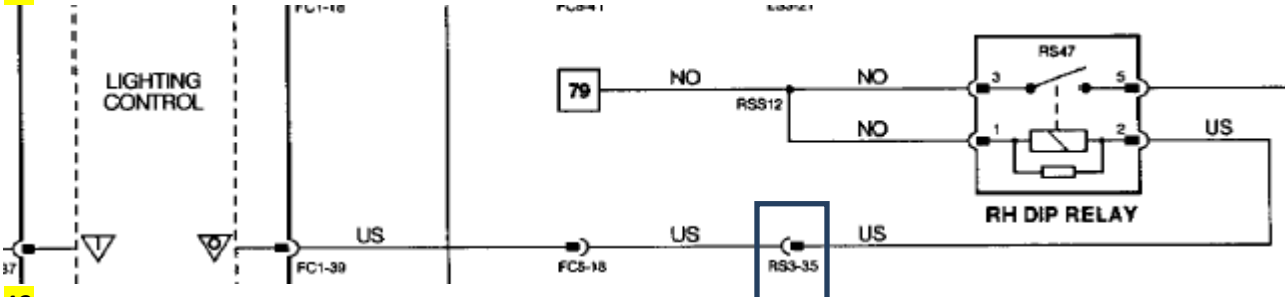 RS47
LIGHTING
CONTROL
79
NO
NO
3
5
RSS12
NO
1
2
US
RH DIP RELAY
I
O
US
US
US
37
FC1-39
FC5-18
RS3-35